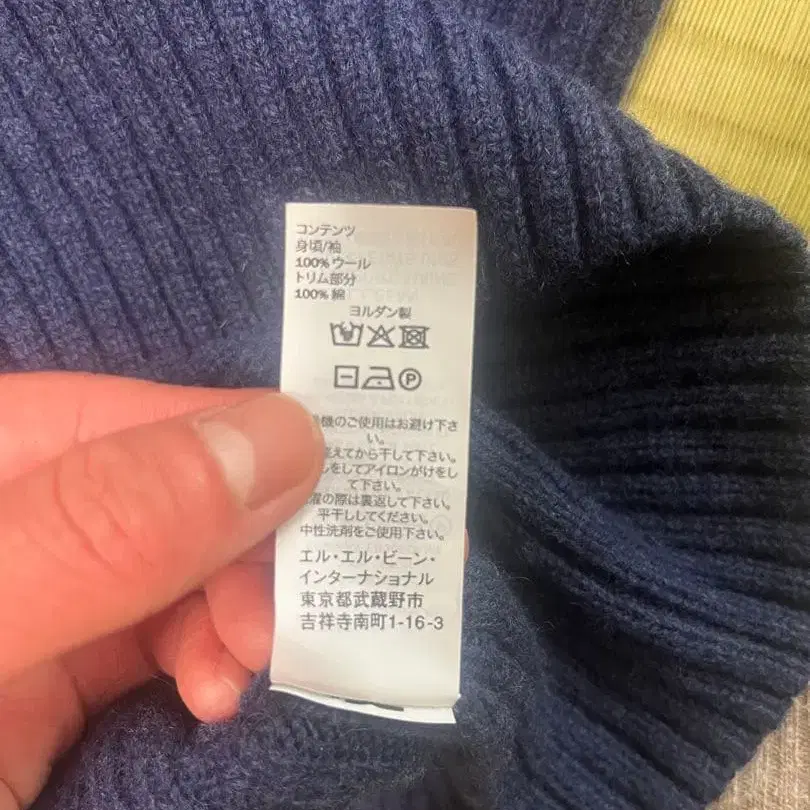 コンテンツ
身頃/袖
100% ウール
トリム部分
100% 綿
ヨルダン製
P
機のご使用はお避け下さ
い。
えてから干して下さい。
をしてアイロンがけをし
て下さい。
の際は裏返して下さい。
平干ししてください。
中性洗剤をご使用下さい。
エル・エル・ビーン・
インターナショナル
東京都武蔵野市
吉祥寺南町1-16-3